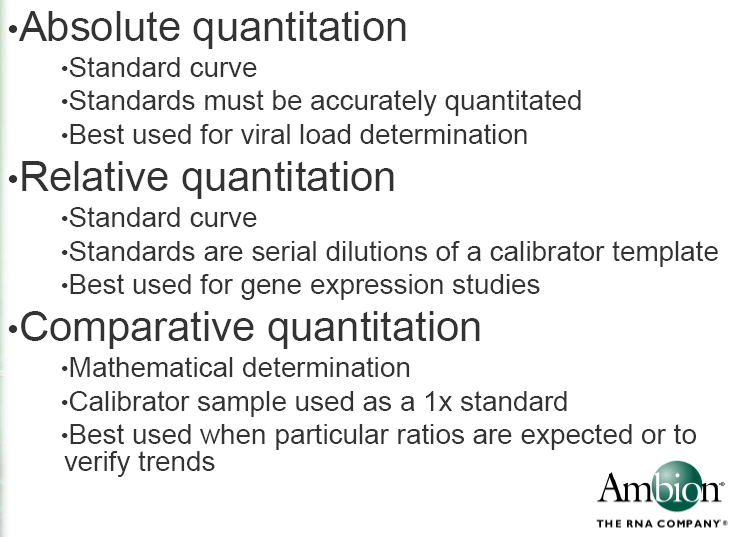 •Absolute quantitation
•Standard curve
•Standards must be accurately quantitated
•Best used for viral load determination
•Relative quantitation
•Standard curve
•Standards are serial dilutions of a calibrator template
•Best used for gene expression studies
•Comparative quantitation
•Mathematical determination
•Calibrator sample used as a 1x standard
•Best used when particular ratios are expected or to
verify trends
Ambion®
THE RNA COMPANY®